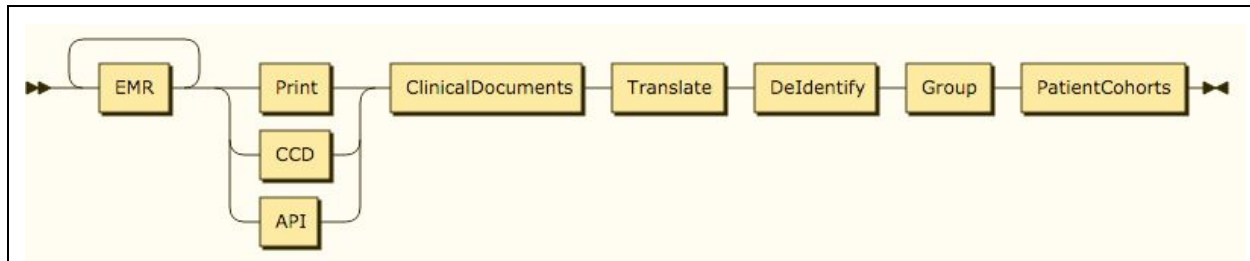 EMR Print ClinicalDocuments Translate DeIdentify Group PatientCohorts
CCD
API